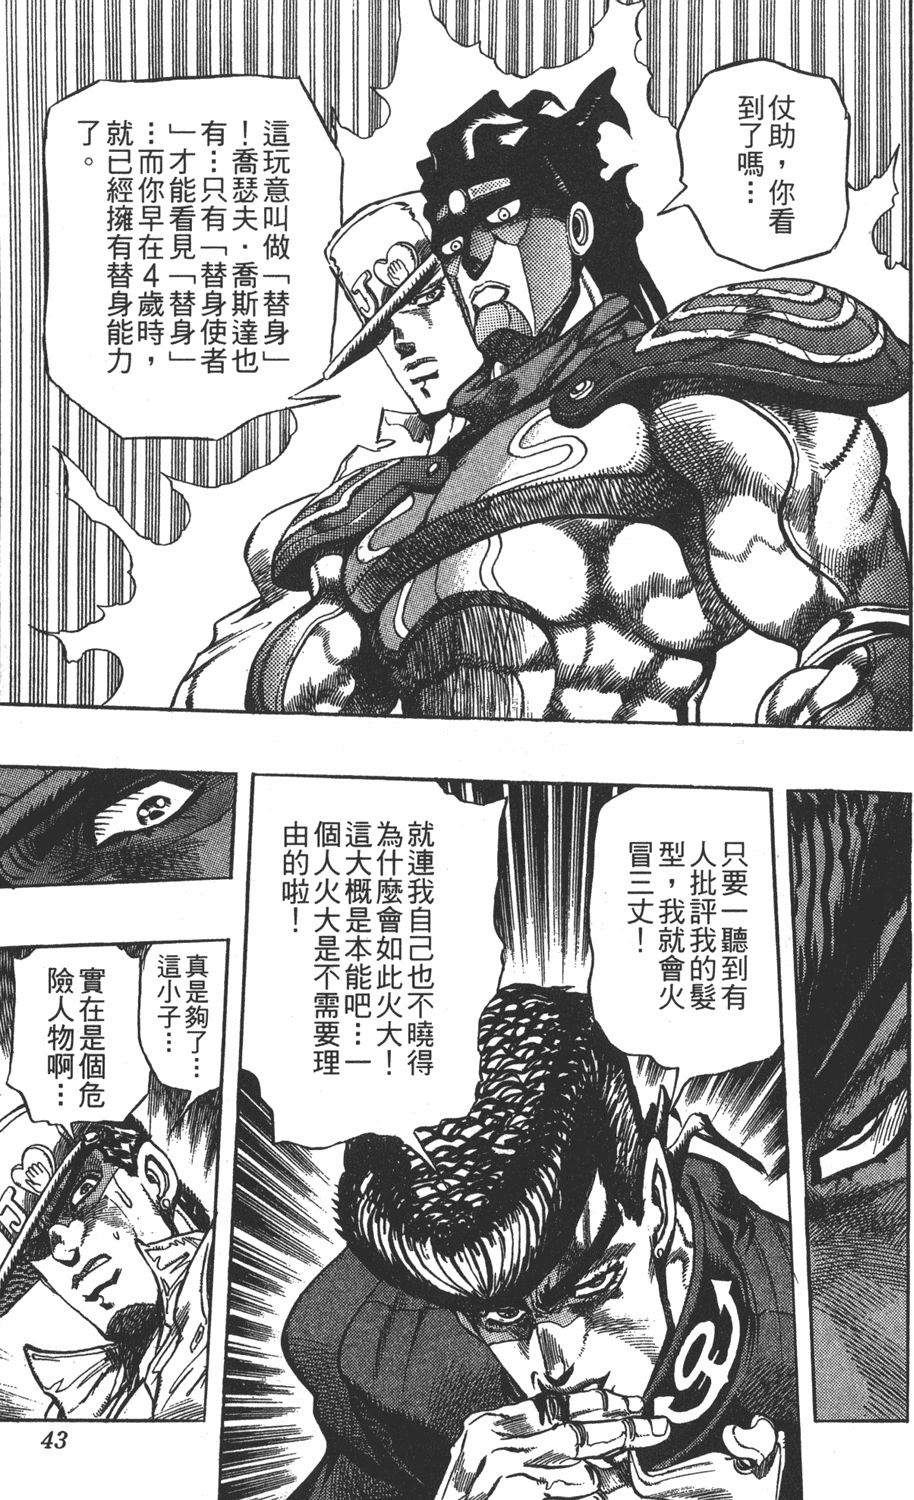 仗助，你看
到了嗎…
這玩意叫做「替身」
！喬瑟夫．喬斯達也
有…只有「替身使者
」才能看見「替身」
…而你早在4歲時，
就已經擁有替身能力
了。
只要一聽到有
人批評我的髮
型，我就會火
冒三丈！
就連我自己也不曉得
為什麼會如此火大！
這大概是本能吧…一
個人火大是不需要理
由的啦！
真是夠了…
這小子…
實在是個危
險人物啊…
J
J
43